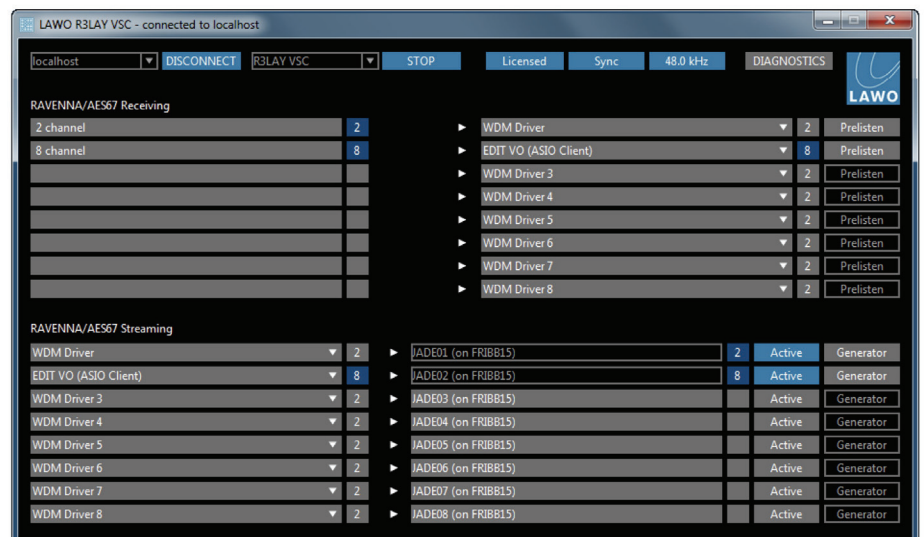 LAWO R3LAY VSC - connected to localhost
localhost DISCONNECT R3LAY VSC STOP Licensed Sync 48.0 kHz DIAGNOSTICS
LAWO
RAVENNA/AES67 Receiving
2 channel 2 WDM Driver 2 Prelisten
8 channel 8 EDIT VO (ASIO Client) 8 Prelisten
WDM Driver 3 2 Prelisten
WDM Driver 4 2 Prelisten
WDM Driver 5 2 Prelisten
WDM Driver 6 2 Prelisten
WDM Driver 7 2 Prelisten
WDM Driver 8 2 Prelisten
RAVENNA/AES67 Streaming
WDM Driver 2 JADE01 (on FRIBB15) 2 Active Generator
EDIT VO (ASIO Client) 8 JADE02 (on FRIBB15) 8 Active Generator
WDM Driver 3 2 JADE03 (on FRIBB15) Active Generator
WDM Driver 4 2 JADE04 (on FRIBB15) Active Generator
WDM Driver 5 2 JADE05 (on FRIBB15) Active Generator
WDM Driver 6 2 JADE06 (on FRIBB15) Active Generator
WDM Driver 7 2 JADE07 (on FRIBB15) Active Generator
WDM Driver 8 2 JADE08 (on FRIBB15) Active Generator